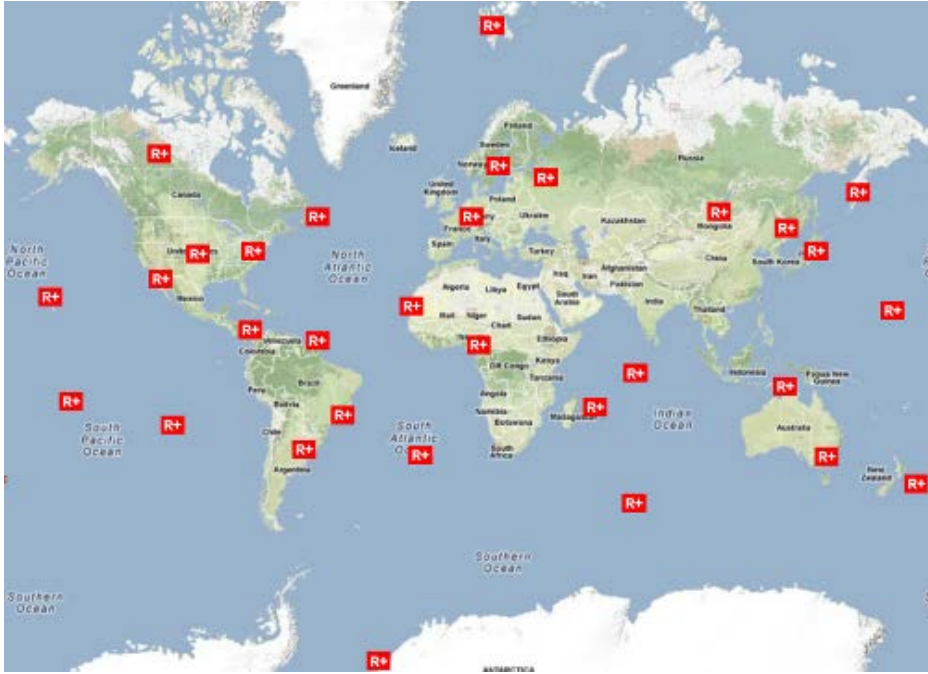 R+
Greenland
Finland
Iceland
Sweden
R+
Norway
R+
Russia
R+
Canada
United
Kingdom
Poland
R+
R+
R+
R+
Ukraine
Kazakhstan
R+
Mongolia
France
R+
North
Pacific
Ocean
R+
R+
North
Atlantic
Ocean
Spain
Italy
Turkey
China
South Korea
R+
R+
Iraq
Iran
Afghanistan
Pakistan
Algeria
Libya
Egypt
Saudi
Arabia
India
Mexico
R+
R+
Mali
Niger
Sudan
Thailand
R+
Chad
R+
Venezuela
R+
R+
Ethiopia
Colombia
Kenya
DR Congo
Tanzania
R+
Indonesia
Papua New
Guinea
Peru
Brazil
R+
Bolivia
Angola
R+
R+
Namibia
Botswana
Madagascar
R+
Indian
Ocean
R+
South
Pacific
Ocean
Chile
South
Atlantic
Ocean
Australia
R+
R+
South
Africa
R+
Argentina
New
Zealand
R+
R+
Southern
Ocean
Southern
Ocean
R+
ANTARCTICA